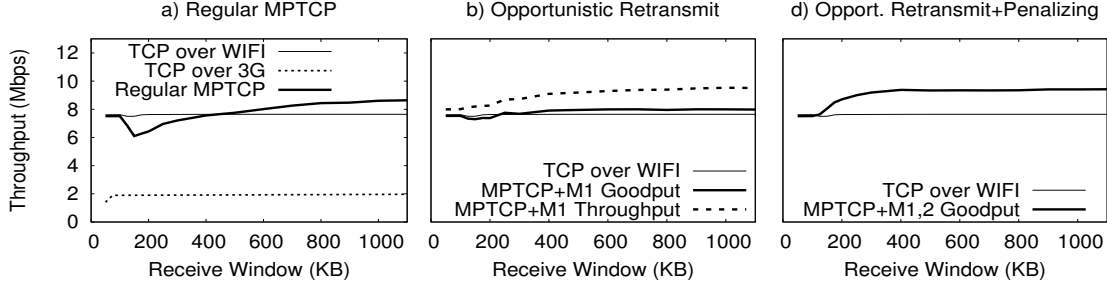 a) Regular MPTCP
b) Opportunistic Retransmit
d) Opport. Retransmit+Penalizing
Throughput (Mbps)
12
10
8
6
4
2
0
TCP over WIFI
TCP over 3G
Regular MPTCP
0 200 400 600 800 1000
Receive Window (KB)
TCP over WIFI
MPTCP+M1 Goodput
MPTCP+M1 Throughput
0 200 400 600 800 1000
Receive Window (KB)
TCP over WIFI
MPTCP+M1,2 Goodput
0 200 400 600 800 1000
Receive Window (KB)